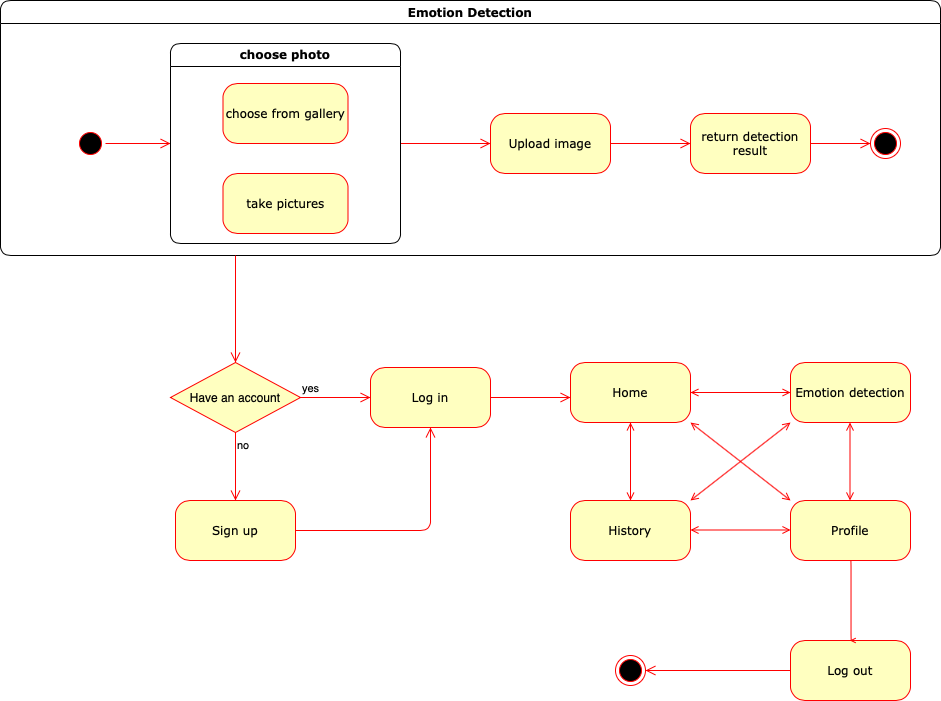 Emotion Detection
choose photo
choose from gallery
take pictures
Upload image
return detection
result
Have an account
yes
no
Log in
Sign up
Home
Emotion detection
History
Profile
Log out